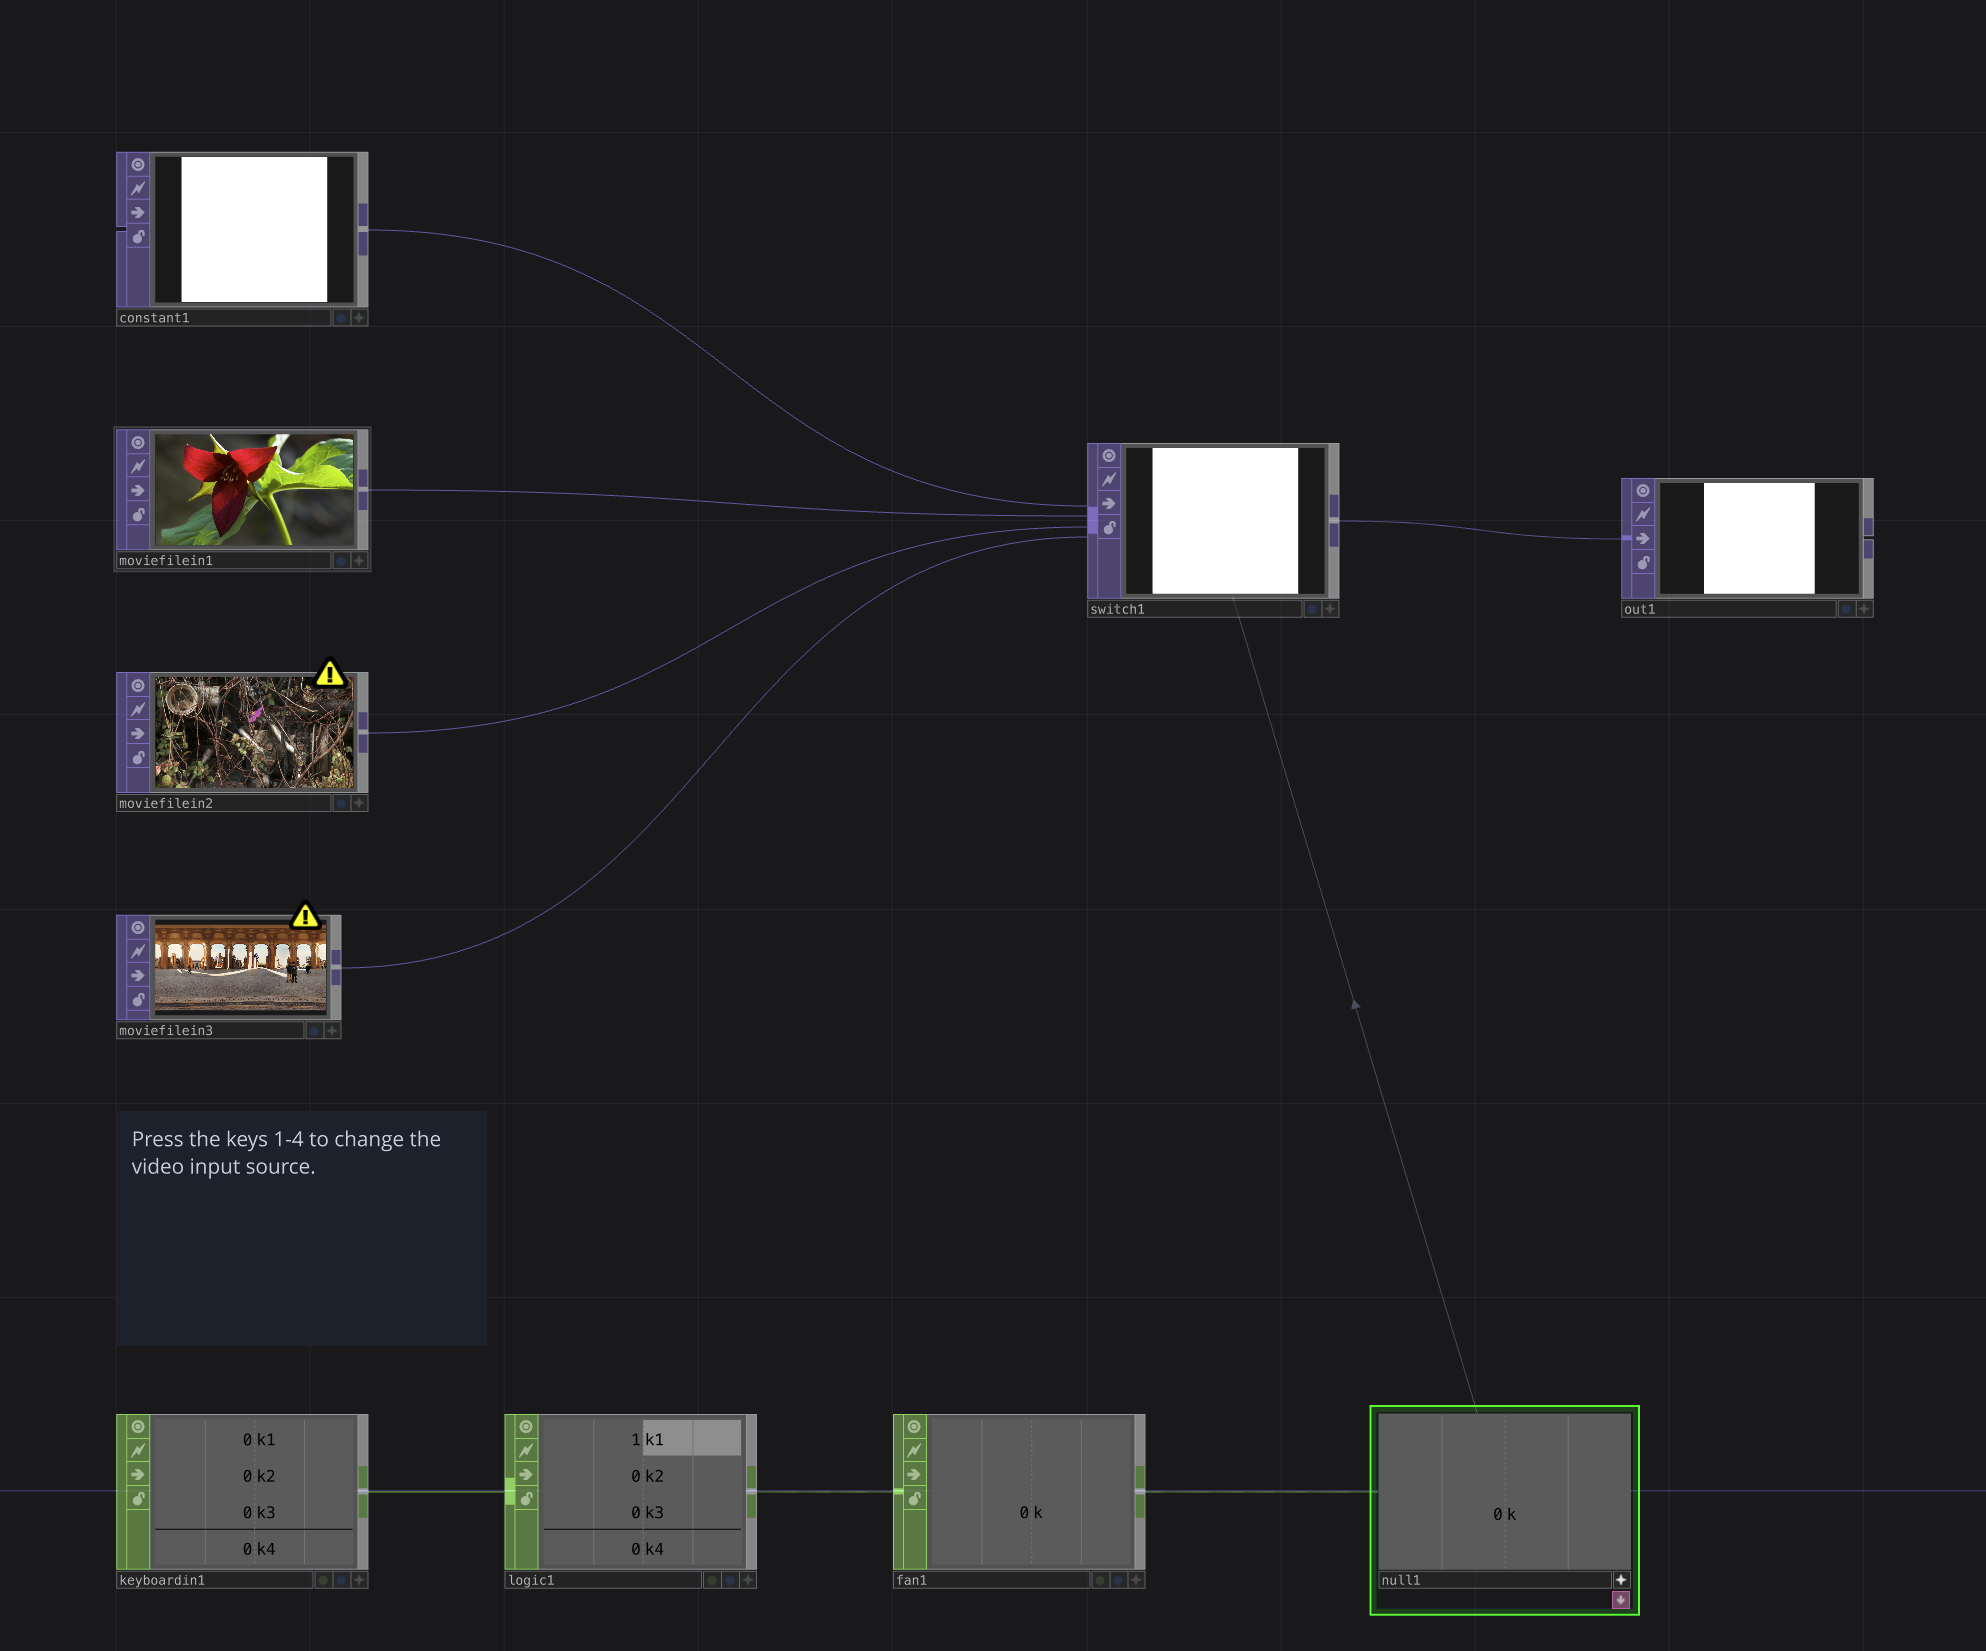 constant1
moviefilein1
switch1
out1
moviefilein2
moviefilein3
Press the keys 1-4 to change the
video input source.
0 k1
0 k2
0 k3
0 k4
keyboardin1
1 k1
0 k2
0 k3
0 k4
logic1
0 k
fan1
0 k
null1